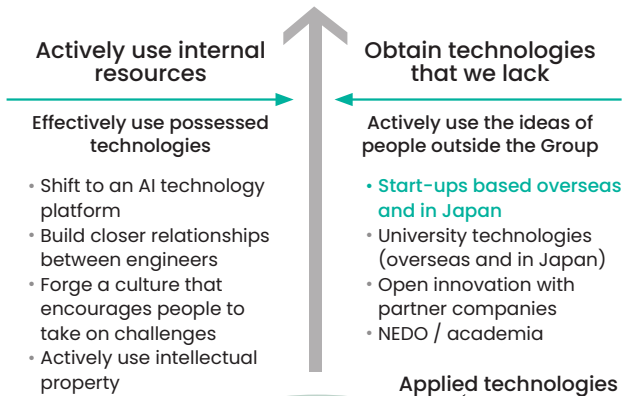 Actively use internal
resources
Effectively use possessed
technologies
• Shift to an AI technology
platform
• Build closer relationships
between engineers
• Forge a culture that
encourages people to
take on challenges
• Actively use intellectual
property
Obtain technologies
that we lack
Actively use the ideas of
people outside the Group
• Start-ups based overseas
and in Japan
• University technologies
(overseas and in Japan)
• Open innovation with
partner companies
• NEDO / academia
Applied technologies